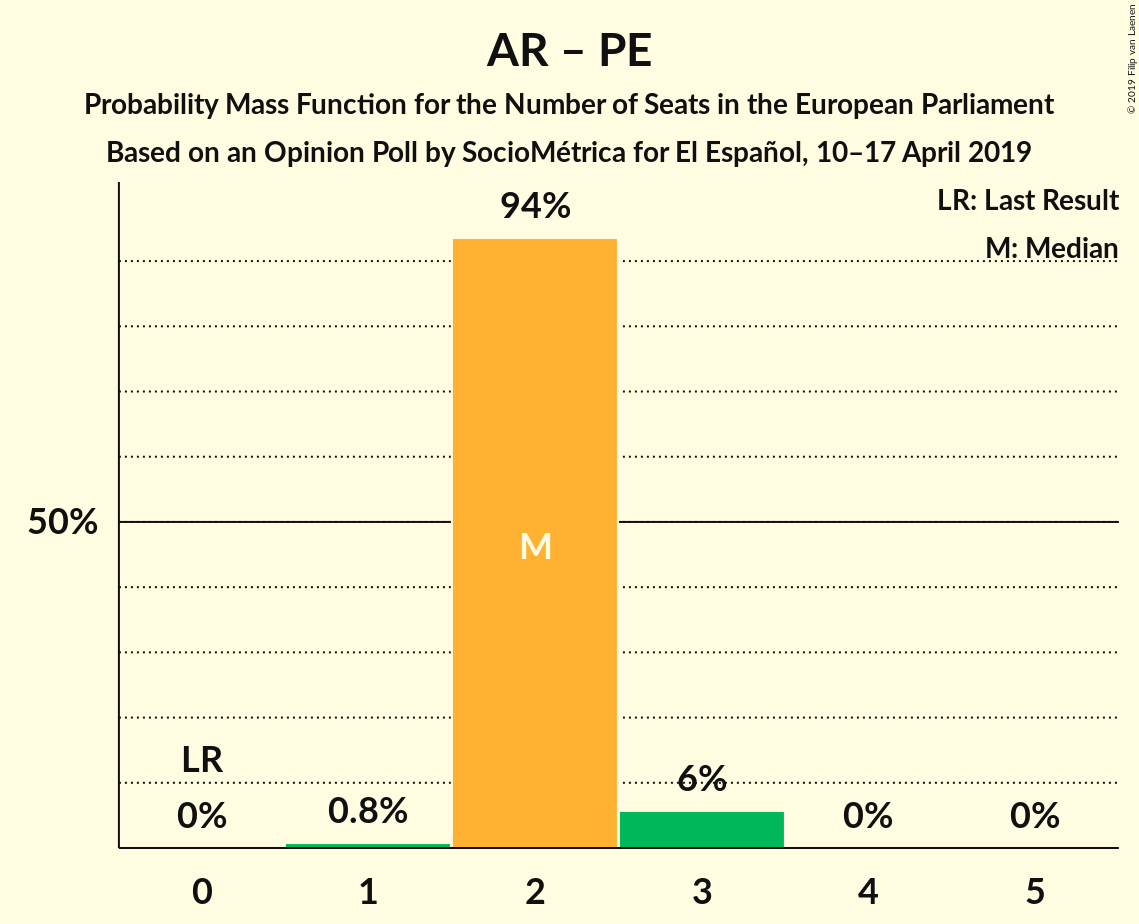 AR – PE
Probability Mass Function for the Number of Seats in the European Parliament
Based on an Opinion Poll by SocioMétrica for El Español, 10–17 April 2019
© 2019 Filip van Laenen
LR: Last Result
M: Median
94%
50%
M
LR
0%
0.8%
6%
0%
0%
0
1
2
3
4
5